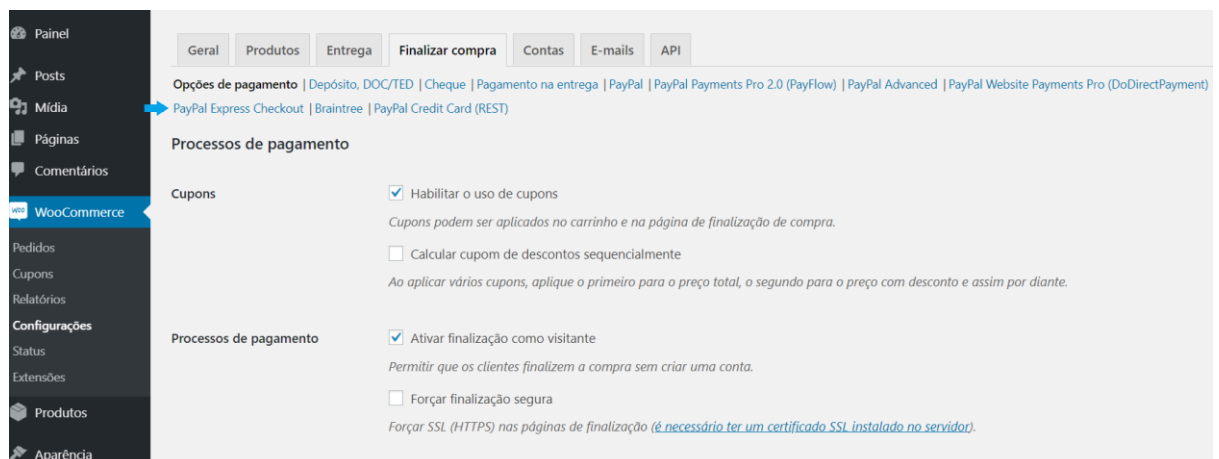 Painel
Posts
Mídia
Páginas
Comentários
WooCommerce
Pedidos
Cupons
Relatórios
Configurações
Status
Extensões
Produtos
Aparência
Geral Produtos Entrega Finalizar compra Contas E-mails API
Opções de pagamento | Depósito, DOC/TED | Cheque | Pagamento na entrega | PayPal | PayPal Payments Pro 2.0 (PayFlow) | PayPal Advanced | PayPal Website Payments Pro (DoDirectPayment)
PayPal Express Checkout | Braintree | PayPal Credit Card (REST)
Processos de pagamento
Cupons
Habilitar o uso de cupons
Cupons podem ser aplicados no carrinho e na página de finalização de compra.
Calcular cupom de descontos sequencialmente
Ao aplicar vários cupons, aplique o primeiro para o preço total, o segundo para o preço com desconto e assim por diante.
Processos de pagamento
Ativar finalização como visitante
Permitir que os clientes finalizem a compra sem criar uma conta.
Forçar finalização segura
Forçar SSL (HTTPS) nas páginas de finalização (é necessário ter um certificado SSL instalado no servidor).